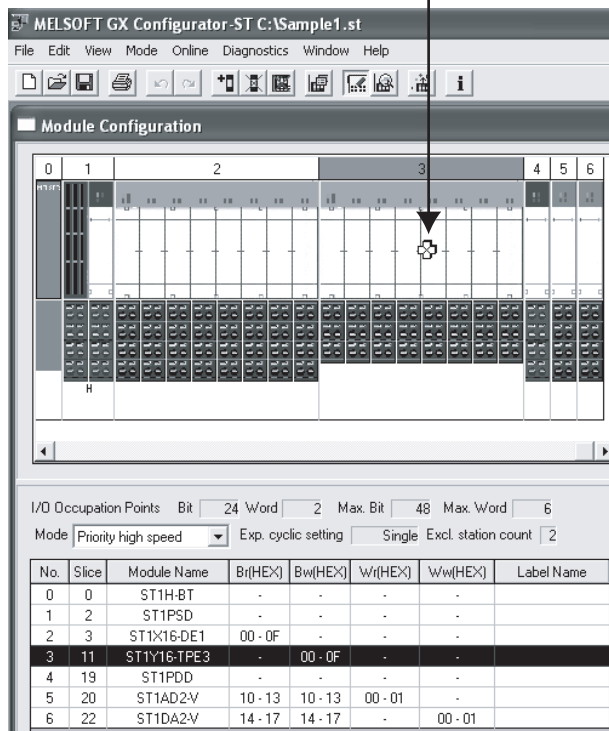 MELSOFT GX Configurator-ST C:\Sample1.st
File Edit View Mode Online Diagnostics Window Help
Module Configuration
0 1 2 3 4 5 6
H
I/O Occupation Points Bit 24 Word 2 Max. Bit 48 Max. Word 6
Mode Priority high speed Exp. cyclic setting Single Excl. station count 2
No. Slice Module Name Br(HEX) Bw(HEX) Wr(HEX) Ww(HEX) Label Name
0 0 ST1H-BT - - - -
1 2 ST1PSD - - - -
2 3 ST1X16-DE1 00 - 0F - - -
3 11 ST1Y16-TPE3 - 00 - 0F - -
4 19 ST1PDD - - - -
5 20 ST1AD2-V 10 - 13 10 - 13 00 - 01 -
6 22 ST1DA2-V 14 - 17 14 - 17 - 00 - 01